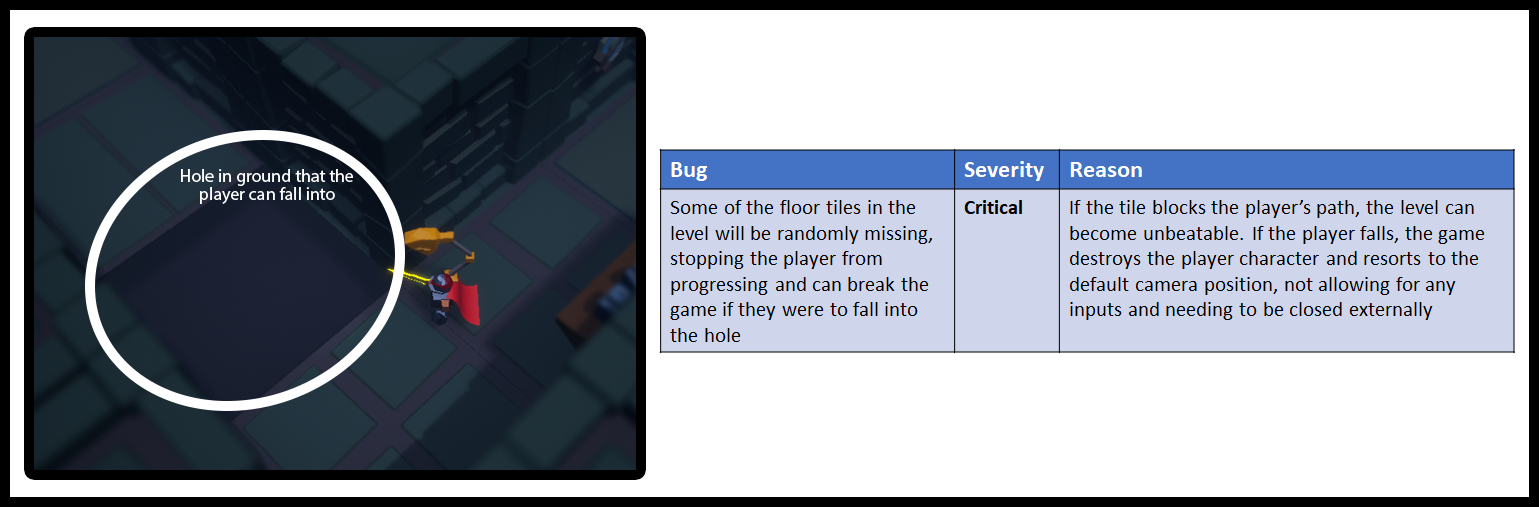 Hole in ground that the
player can fall into
Bug
Severity
Reason
Some of the floor tiles in the
level will be randomly missing,
stopping the player from
progressing and can break the
game if they were to fall into
the hole
Critical
If the tile blocks the player's path, the level can
become unbeatable. If the player falls, the game
destroys the player character and resorts to the
default camera position, not allowing for any
inputs and needing to be closed externally